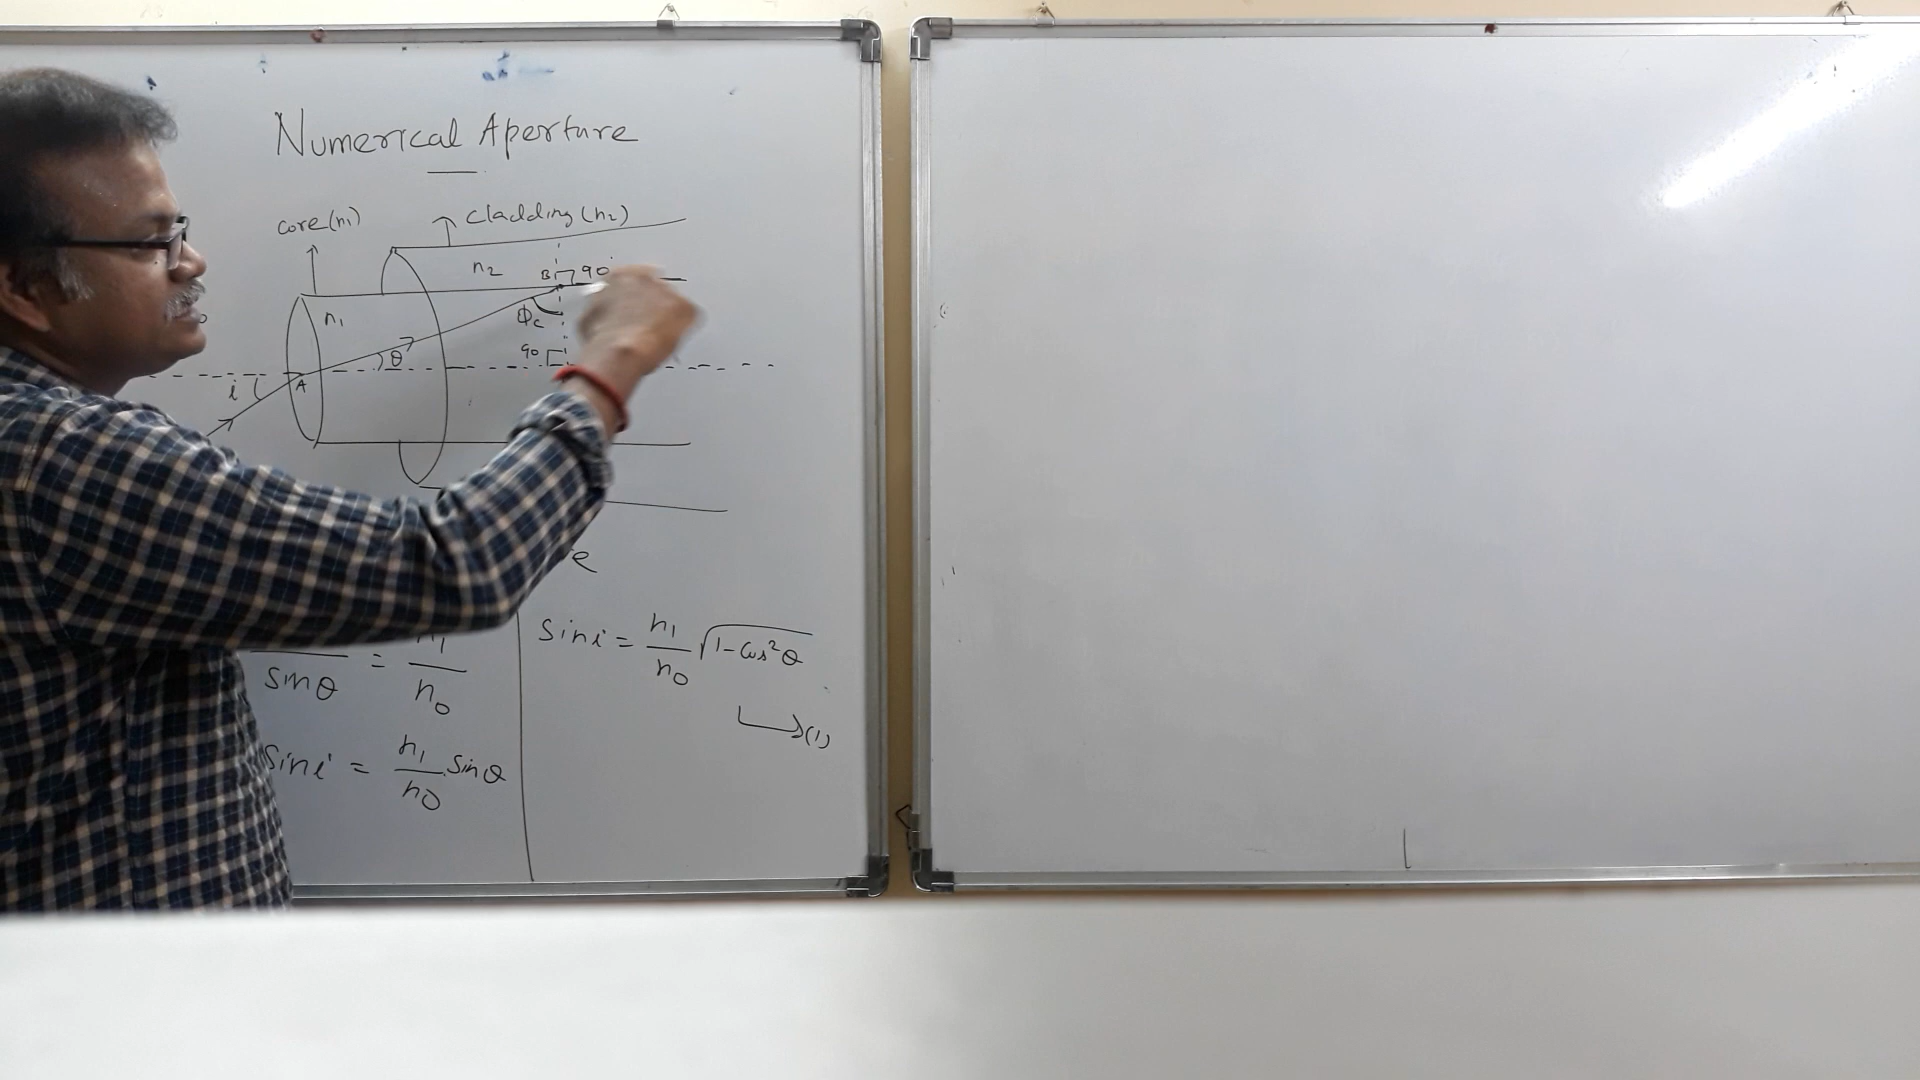 Numerical Aperture
core (n1)
cladding (n2)
n2
B 90°
n1
Φc
90
θ
i
A
e
sinθ = n1/n0
Sin i = n1/n0 sinθ
Sin i = n1/n0 √1-Cos²θ
→(1)